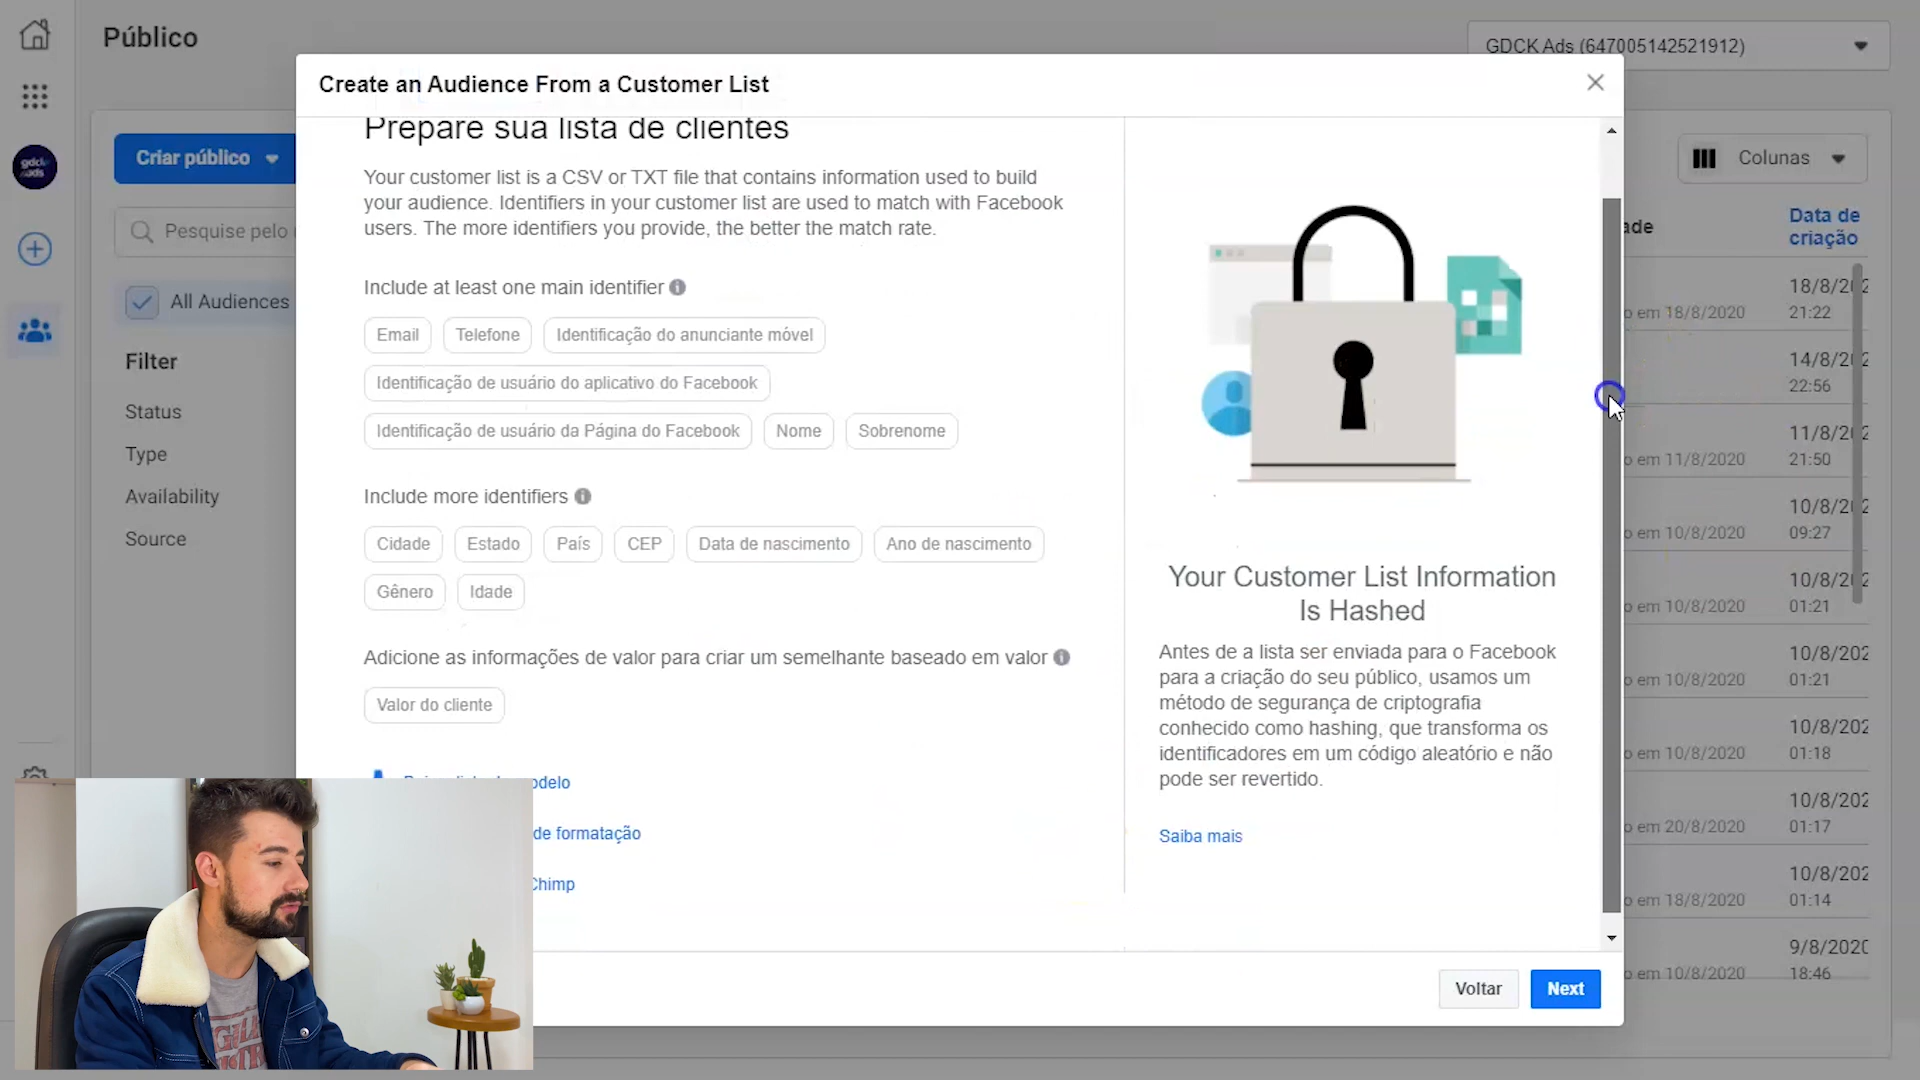 Público
GDCK Ads (647005142521912)
Create an Audience From a Customer List
gdck
ads
Criar público
Colunas
Pesquise pelo
All Audiences
Filter
Status
Type
Availability
Source
Prepare sua lista de clientes
Your customer list is a CSV or TXT file that contains information used to build
your audience. Identifiers in your customer list are used to match with Facebook
users. The more identifiers you provide, the better the match rate.
Include at least one main identifier
Email
Telefone
Identificação do anunciante móvel
Identificação de usuário do aplicativo do Facebook
Identificação de usuário da Página do Facebook
Nome
Sobrenome
Include more identifiers
Cidade
Estado
País
CEP
Data de nascimento
Ano de nascimento
Gênero
Idade
Adicione as informações de valor para criar um semelhante baseado em valor
Valor do cliente
odelo
de formatação
Chimp
Your Customer List Information
Is Hashed
Antes de a lista ser enviada para o Facebook
para a criação do seu público, usamos um
método de segurança de criptografia
conhecido como hashing, que transforma os
identificadores em um código aleatório e não
pode ser revertido.
Saiba mais
Voltar
Next
ade
Data de
criação
18/8/202
o em 18/8/2020
21:22
14/8/202
22:56
11/8/202
o em 11/8/2020
21:50
10/8/202
o em 10/8/2020
09:27
10/8/202
o em 10/8/2020
01:21
10/8/202
o em 10/8/2020
01:21
10/8/202
o em 10/8/2020
01:18
10/8/202
o em 20/8/2020
01:17
10/8/202
o em 18/8/2020
01:14
9/8/2020
o em 10/8/2020
18:46